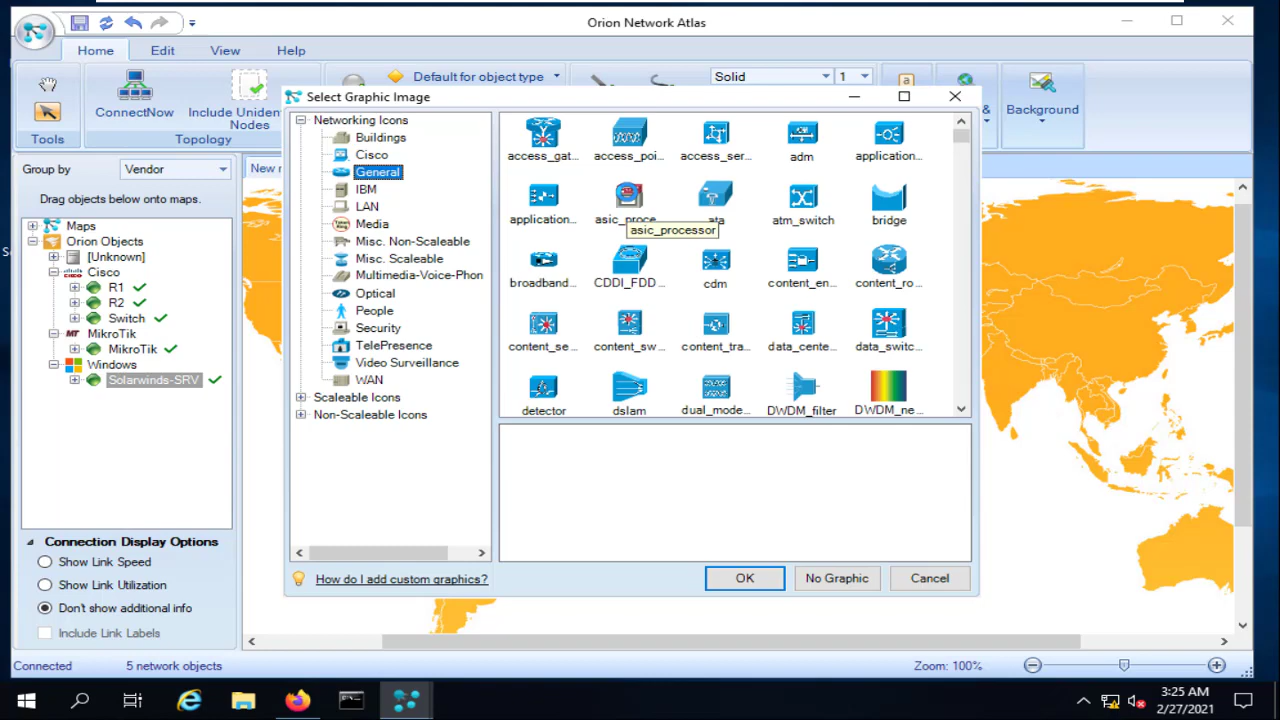 Orion Network Atlas
Home
Edit
View
Help
Default for object type
Solid
1
a
ConnectNow
Include Uniden
Nodes
Background
&
Tools
Topology
Group by
Vendor
New
Drag objects below onto maps.
Maps
Orion Objects
[Unknown]
Cisco
R1
R2
Switch
MikroTik
MikroTik
Windows
Solarwinds-SRV
Connection Display Options
Show Link Speed
Show Link Utilization
Don't show additional info
Include Link Labels
Select Graphic Image
Networking Icons
Buildings
Cisco
General
IBM
LAN
Media
Misc. Non-Scaleable
Misc. Scaleable
Multimedia-Voice-Phon
Optical
People
Security
TelePresence
Video Surveillance
WAN
Scaleable Icons
Non-Scaleable Icons
access_gat...
access_poi...
access_ser...
adm
application...
application...
asic_proce
ata
atm_switch
bridge
asic_processor
broadband...
CDDI_FDD...
cdm
content_en...
content_ro...
content_se...
content_sw...
content_tra...
data_cente...
data_switc...
detector
dslam
dual_mode...
DWDM_filter
DWDM_ne...
How do I add custom graphics?
OK
No Graphic
Cancel
Connected
5 network objects
Zoom: 100%
3:25 AM
2/27/2021